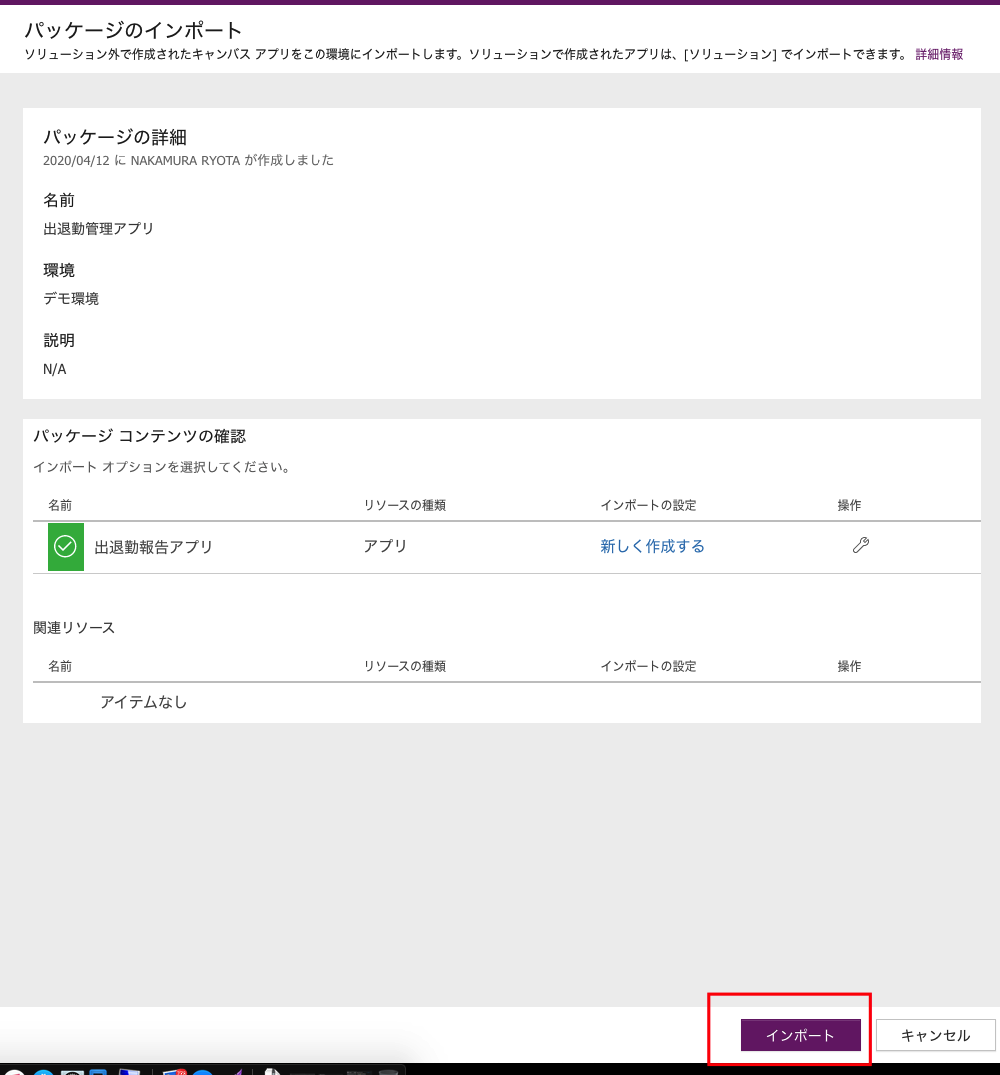 パッケージのインポート
ソリューション外で作成されたキャンバス アプリをこの環境にインポートします。ソリューションで作成されたアプリは、[ソリューション] でインポートできます。 詳細情報
パッケージの詳細
2020/04/12 に NAKAMURA RYOTA が作成しました
名前
出退勤管理アプリ
環境
デモ環境
説明
N/A
パッケージ コンテンツの確認
インポート オプションを選択してください。
名前 リソースの種類 インポートの設定 操作
出退勤報告アプリ アプリ 新しく作成する
関連リソース
名前 リソースの種類 インポートの設定 操作
アイテムなし
インポート キャンセル